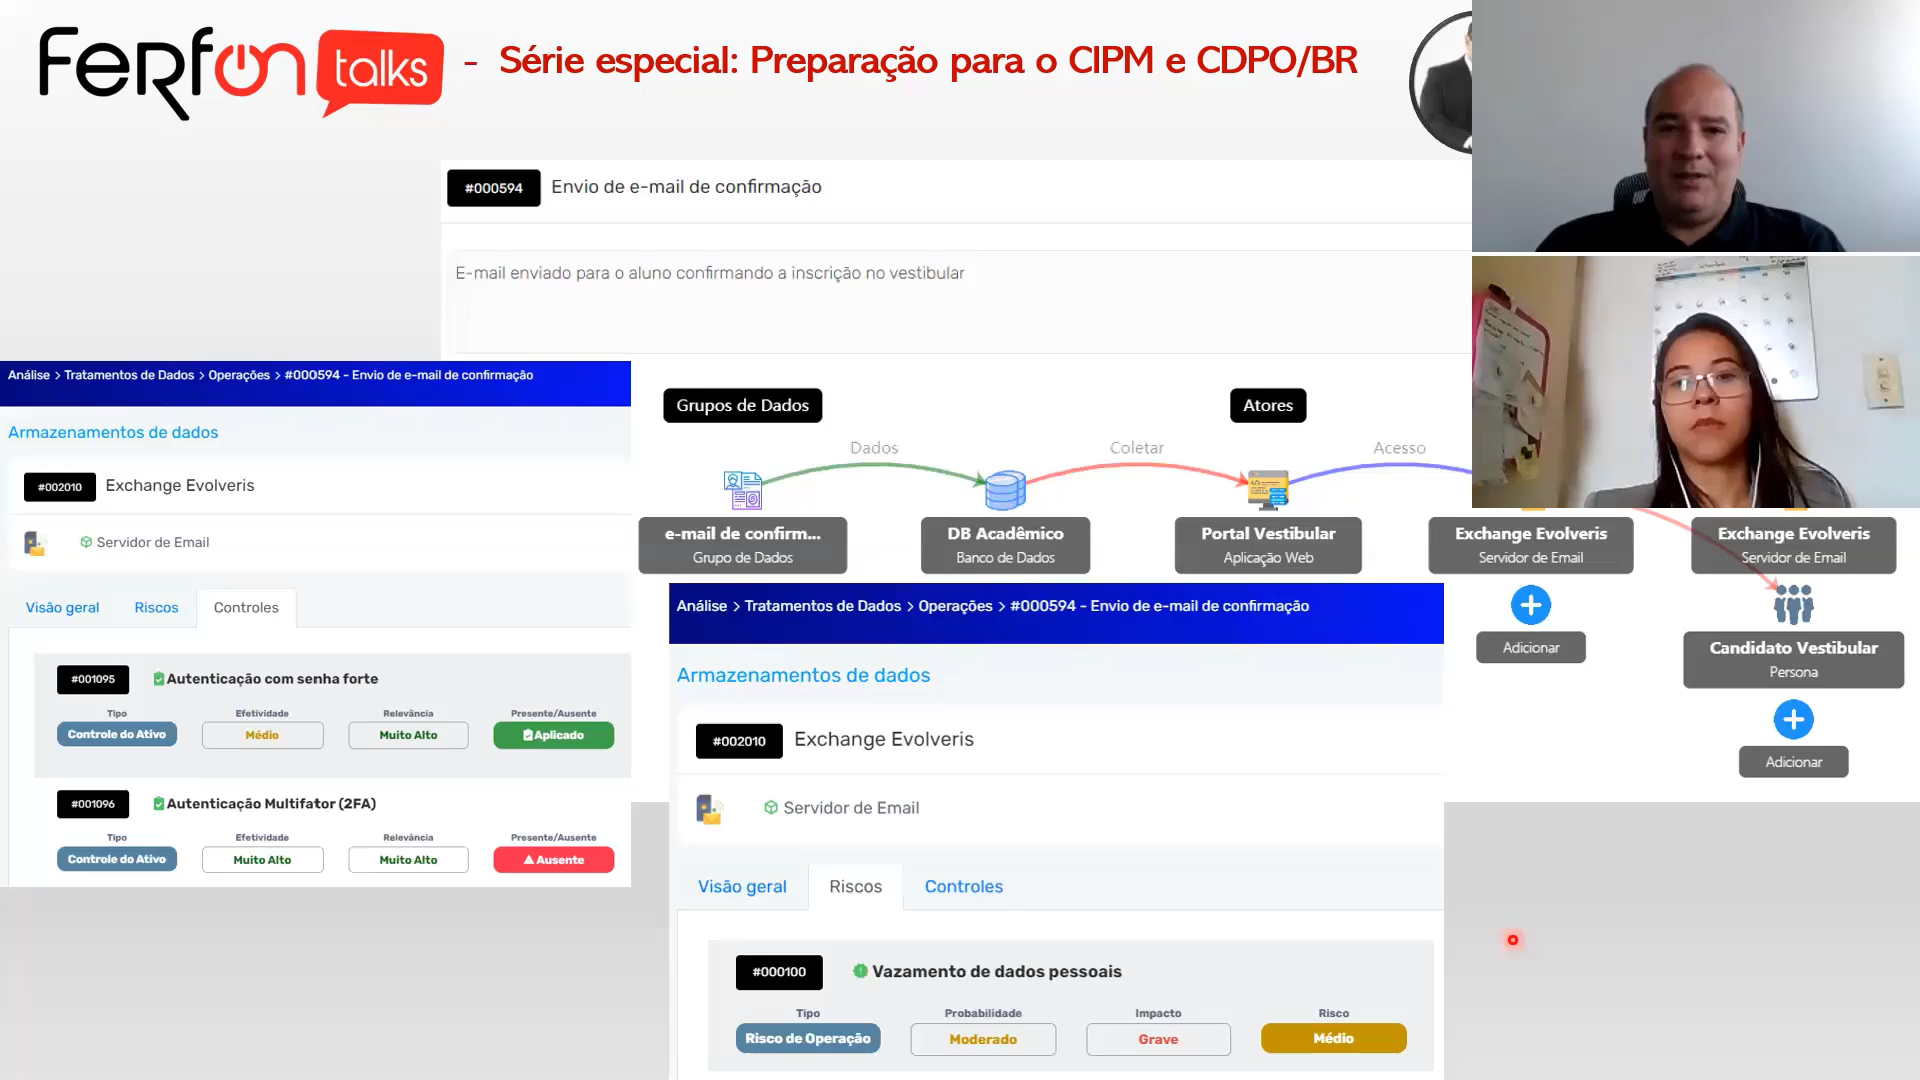 Ferfon talks - Série especial: Preparação para o CIPM e CDPO/BR
#000594 Envio de e-mail de confirmação
E-mail enviado para o aluno confirmando a inscrição no vestibular
Análise > Tratamentos de Dados > Operações > #000594 - Envio de e-mail de confirmação
Armazenamentos de dados
#002010 Exchange Evolveris
Servidor de Email
Visão geral Riscos Controles
#001095 Autenticação com senha forte
Tipo Efetividade Relevância Presente/Ausente
Controle do Ativo Médio Muito Alto Aplicado
#001096 Autenticação Multifator (2FA)
Tipo Efetividade Relevância Presente/Ausente
Controle do Ativo Muito Alto Muito Alto Ausente
Grupos de Dados Atores
Dados Coletar Acesso
e-mail de confirm... DB Acadêmico Portal Vestibular Exchange Evolveris Exchange Evolveris
Grupo de Dados Banco de Dados Aplicação Web Servidor de Email Servidor de Email
Adicionar
Candidato Vestibular
Persona
Adicionar
Análise > Tratamentos de Dados > Operações > #000594 - Envio de e-mail de confirmação
Armazenamentos de dados
#002010 Exchange Evolveris
Servidor de Email
Visão geral Riscos Controles
#000100 Vazamento de dados pessoais
Tipo Probabilidade Impacto Risco
Risco de Operação Moderado Grave Médio